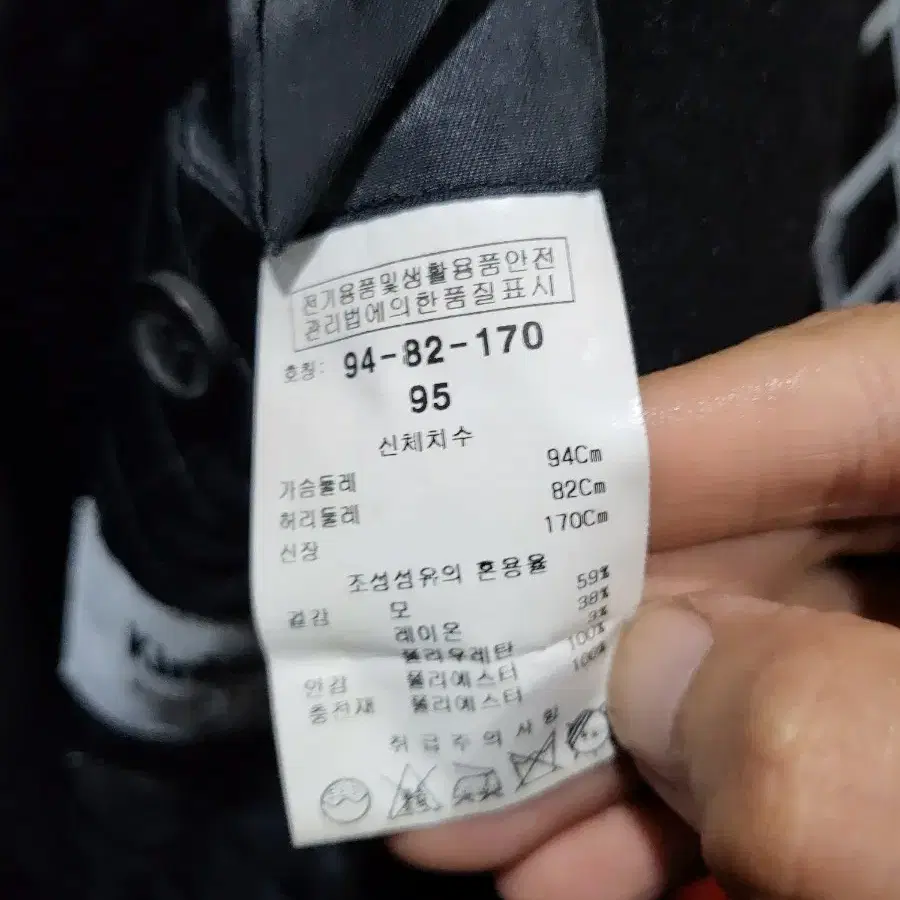 전기용품및생활용품안전
관리법에의한품질표시
호칭: 94-82-170
95
신체치수
가슴둘레 94Cm
허리둘레 82Cm
신장 170Cm
조성섬유의 혼용율
겉감 모 59%
레이온 38%
폴리우레탄 3%
안감 폴리에스터 100%
충전재 폴리에스터 100%
취급주의사항